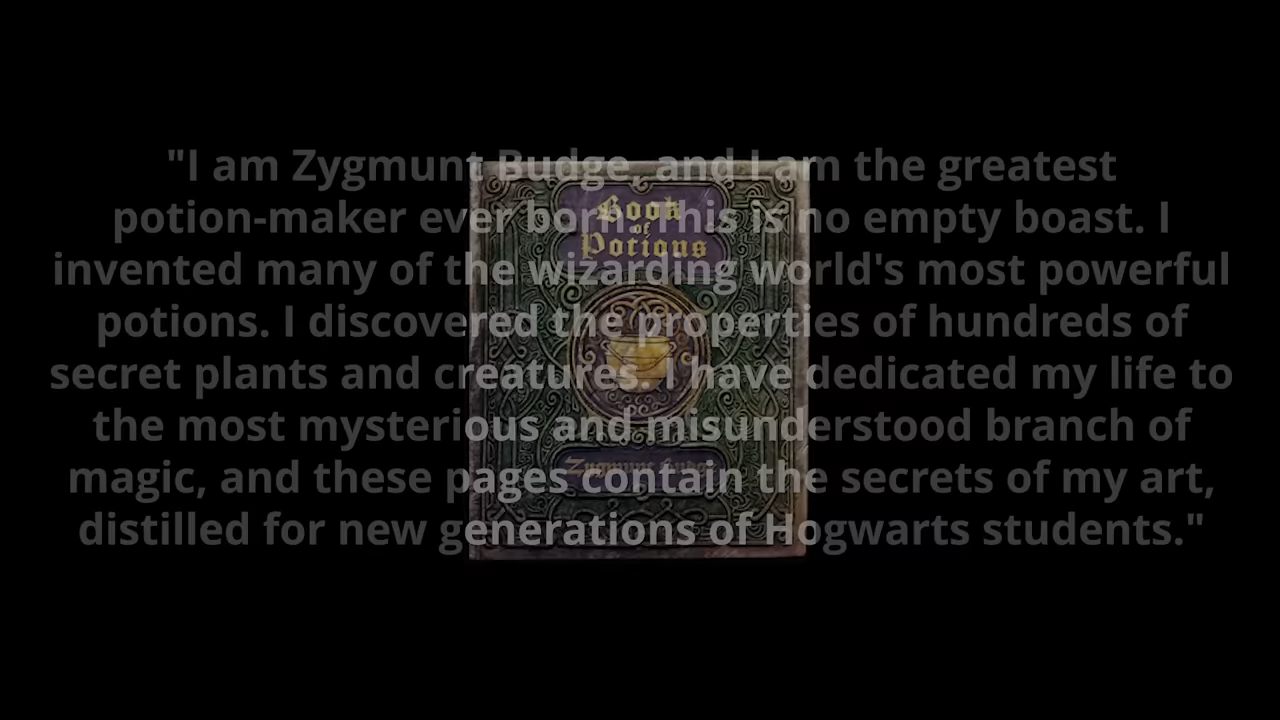 "I am Zygmunt Budge, and I am the greatest
potion-maker ever born. This is no empty boast. I
invented many of the wizarding world's most powerful
potions. I discovered the properties of hundreds of
secret plants and creatures. I have dedicated my life to
the most mysterious and misunderstood branch of
magic, and these pages contain the secrets of my art,
distilled for new generations of Hogwarts students."
Book
of
Potions
Zygmunt Budge